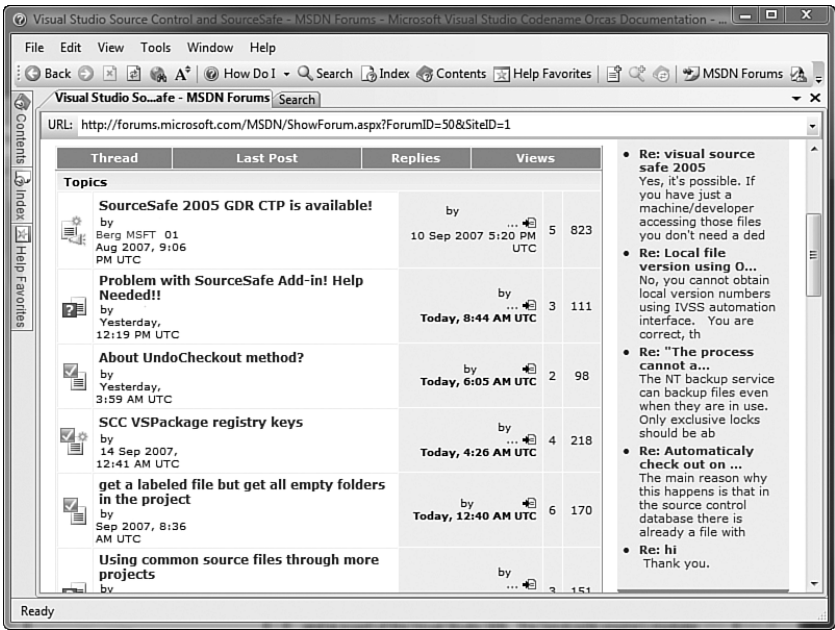 Visual Studio Source Control and SourceSafe - MSDN Forums - Microsoft Visual Studio Codename Orcas Documentation - ...
File Edit View Tools Window Help
Back How Do I Search Index Contents Help Favorites MSDN Forums
Contents
Index
Help Favorites
Visual Studio So...afe - MSDN Forums Search
URL: http://forums.microsoft.com/MSDN/ShowForum.aspx?ForumID=50&SiteID=1
Thread Last Post Replies Views
Topics
SourceSafe 2005 GDR CTP is available!
by
Berg MSFT 01
Aug 2007, 9:06
PM UTC
by
...
10 Sep 2007 5:20 PM
UTC
5 823
Problem with SourceSafe Add-in! Help
Needed!!
by
Yesterday,
12:19 PM UTC
by
...
Today, 8:44 AM UTC
3 111
About UndoCheckout method?
by
Yesterday,
3:59 AM UTC
by
Today, 6:05 AM UTC
2 98
SCC VSPackage registry keys
by
14 Sep 2007,
12:41 AM UTC
by
...
Today, 4:26 AM UTC
4 218
get a labeled file but get all empty folders
in the project
by
Sep 2007, 8:36
AM UTC
by
Today, 12:40 AM UTC
6 170
Using common source files through more
projects
by
by
...
3 151
Re: visual source
safe 2005
Yes, it's possible. If
you have just a
machine/developer
accessing those files
you don't need a ded
Re: Local file
version using O...
No, you cannot obtain
local version numbers
using IVSS automation
interface. You are
correct, th
Re: "The process
cannot a...
The NT backup service
can backup files even
when they are in use.
Only exclusive locks
should be ab
Re: Automaticaly
check out on ...
The main reason why
this happens is that in
the source control
database there is
already a file with
Re: hi
Thank you.
Ready